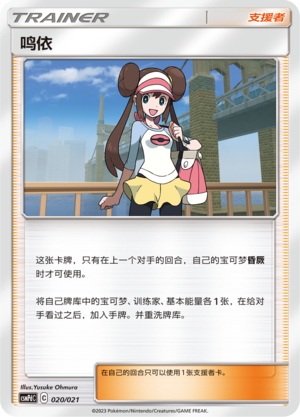 TRAINER 支援者
鸣依
这张卡牌，只有在上一个对手的回合，自己的宝可梦昏厥
时才可使用。
将自己牌库中的宝可梦、训练家、基本能量各1张，在给对
手看过之后，加入手牌。并重洗牌库。
在自己的回合只可以使用1张支援者卡。
Illus.Yusuke Ohmura
C 020/021
©2023 Pokémon/Nintendo/Creatures/GAME FREAK.